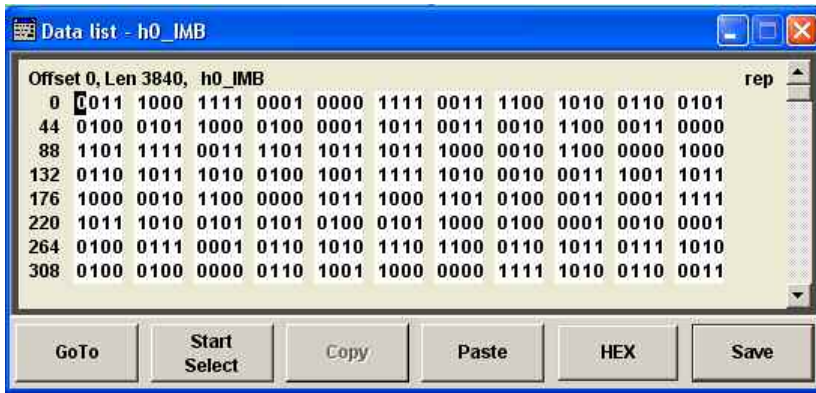 Data list - h0_IMB
Offset 0, Len 3840, h0_IMB rep
0 0011 1000 1111 0001 0000 1111 0011 1100 1010 0110 0101
44 0100 0101 1000 0100 0001 1011 0011 0010 1100 0011 0000
88 1101 1111 0011 1101 1011 1011 1000 0010 1100 0000 1000
132 0110 1011 1010 0100 1001 1111 1010 0010 0011 1001 1011
176 1000 0010 1100 0000 1011 1000 1101 0100 0011 0001 1111
220 1011 1010 0101 0101 0100 0101 1000 0100 0001 0010 0001
264 0100 0111 0001 0110 1010 1110 1100 0110 1011 0111 1010
308 0100 0100 0000 0110 1001 1000 0000 1111 1010 0110 0011
GoTo Start Select Copy Paste HEX Save